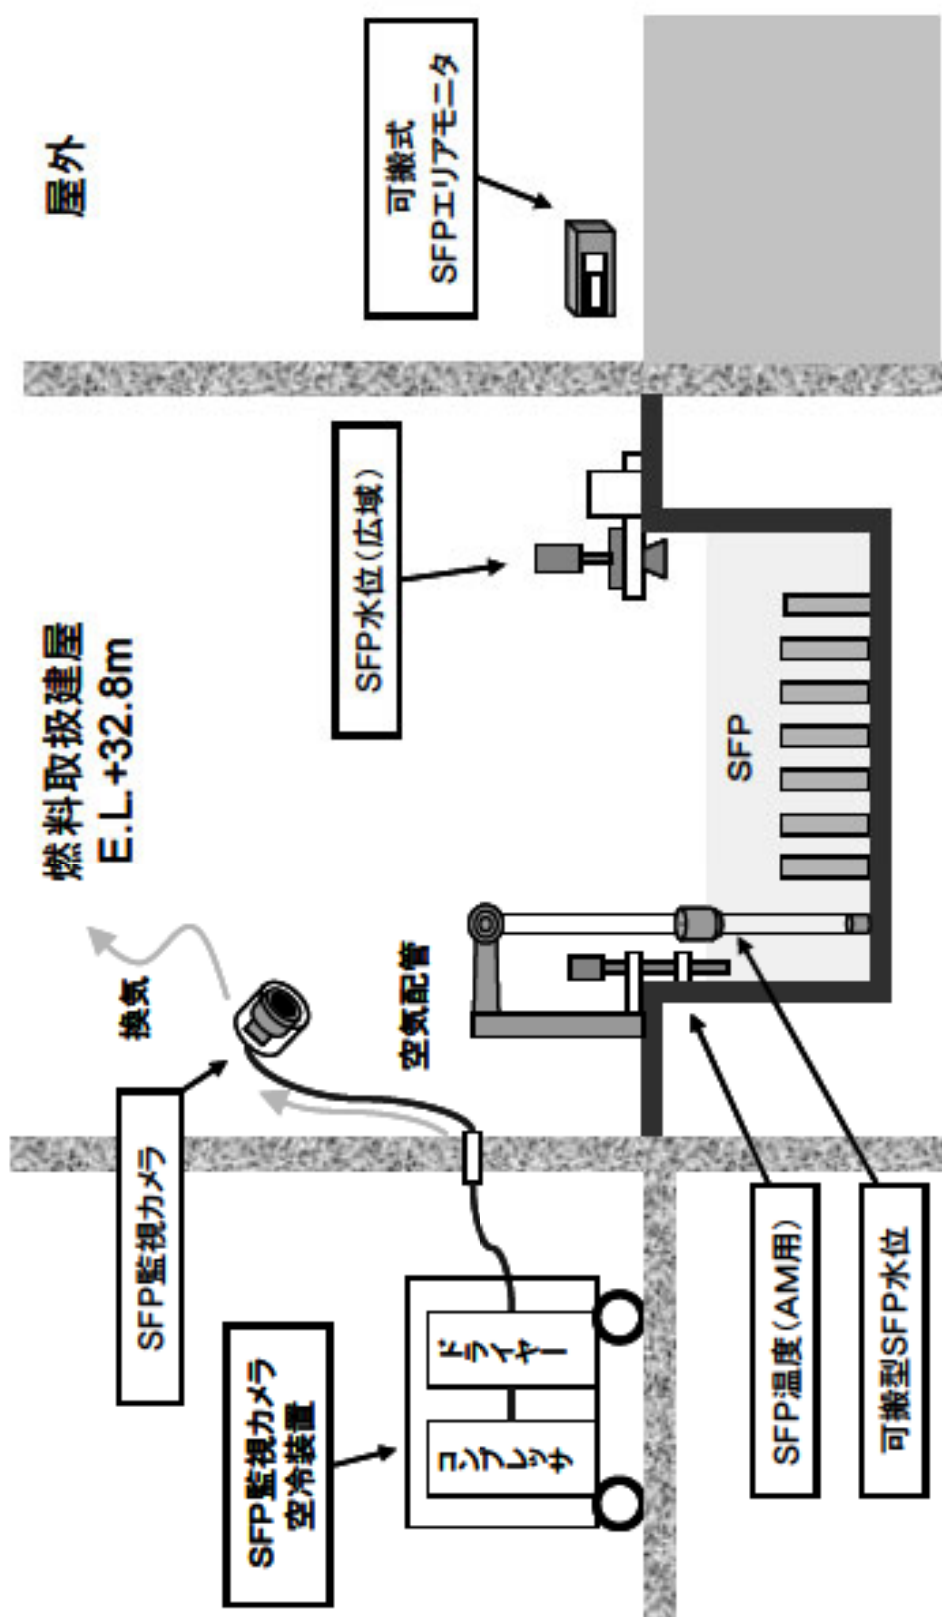 屋外
可搬式
SFPエリアモニタ
燃料取扱建屋
E.L.+32.8m
SFP水位(広域)
換気
SFP監視カメラ
空気配管
SFP
SFP監視カメラ
空冷装置
コンプレッサ
ドライヤー
SFP温度(AM用)
可搬型SFP水位